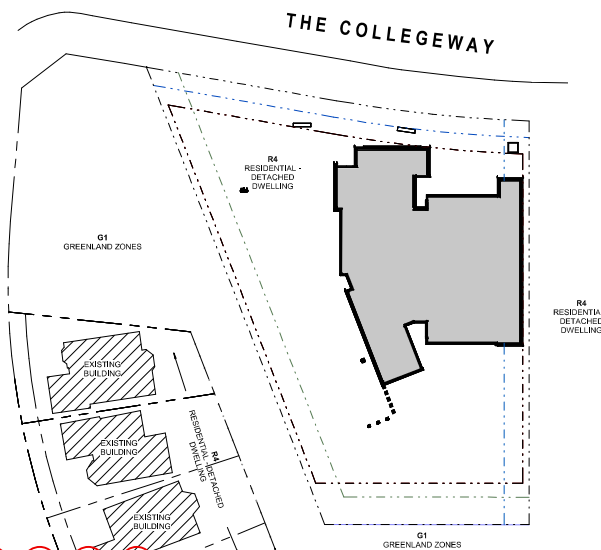 THE COLLEGEWAY
R4
RESIDENTIAL -
DETACHED
DWELLING
G1
GREENLAND ZONES
R4
RESIDENTIA
DETACHED
DWELLING
EXISTING
BUILDING
EXISTING
BUILDING
R4
RESIDENTIAL - DETACHED
DWELLING
EXISTING
BUILDING
G1
GREENLAND ZONES